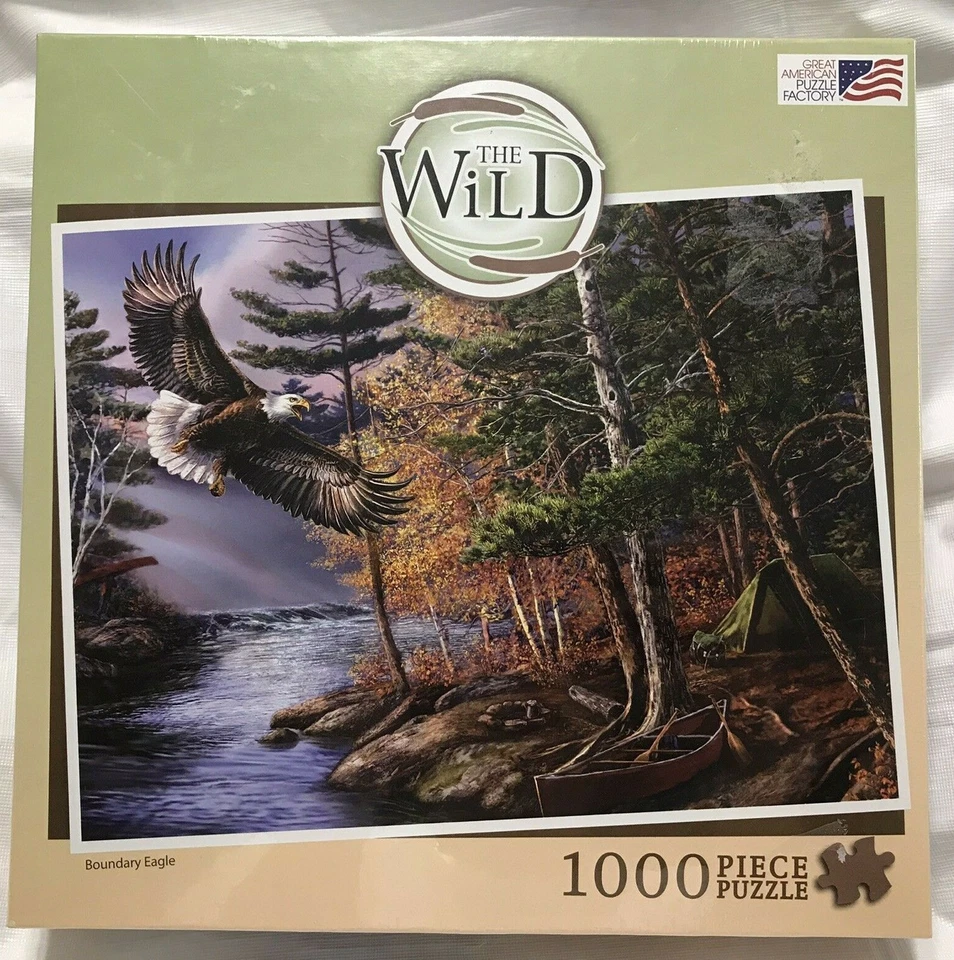 GREAT
AMERICAN
PUZZLE
FACTORY
THE
WiLD
Boundary Eagle
1000 PIECE
PUZZLE